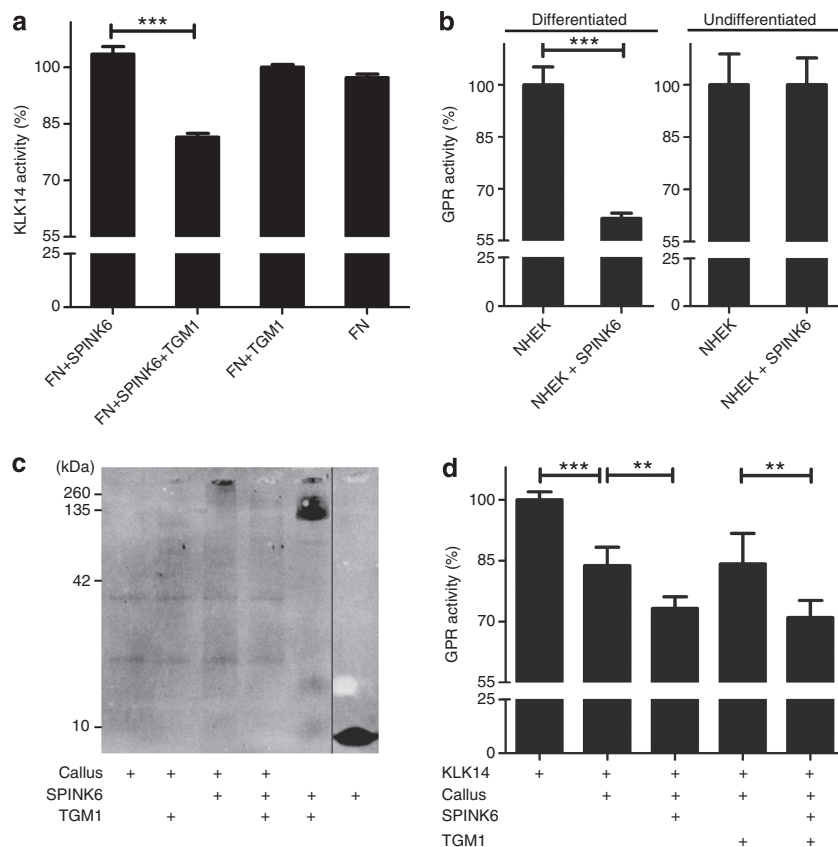 a
***
KLK14 activity (%)
100
85
70
55
25
0
FN+SPINK6
FN+SPINK6+TGM1
FN+TGM1
FN
b
Differentiated
Undifferentiated
***
GPR activity (%)
100
85
70
55
25
0
NHEK
NHEK + SPINK6
100
85
70
55
25
0
NHEK
NHEK + SPINK6
c
(kDa)
260
135
42
10
Callus + + + +
SPINK6 + + + +
TGM1 + + +
d
*** ** **
GPR activity (%)
100
85
70
55
25
0
KLK14 + + + + +
Callus + + + +
SPINK6 + +
TGM1 + +